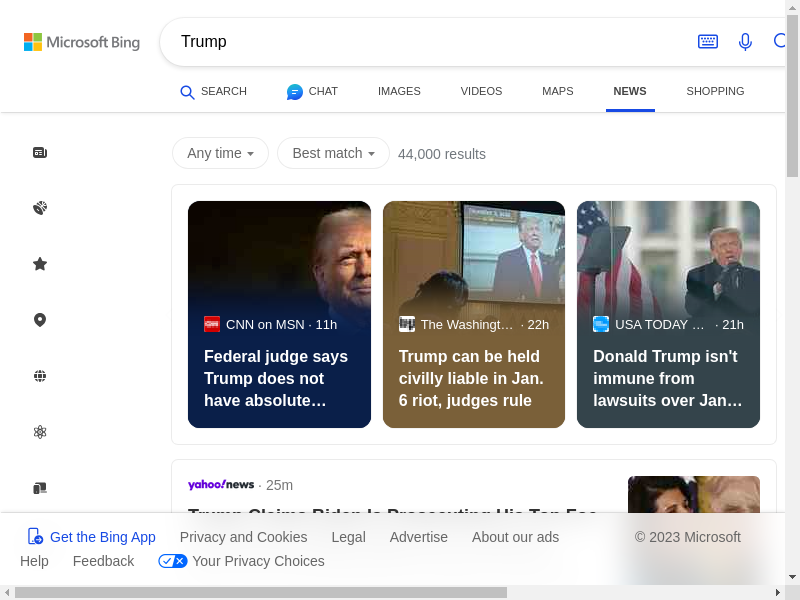 Microsoft Bing
Trump
SEARCH CHAT IMAGES VIDEOS MAPS NEWS SHOPPING
Any time Best match 44,000 results
CNN on MSN · 11h
Federal judge says
Trump does not
have absolute…
The Washingt… · 22h
Trump can be held
civilly liable in Jan.
6 riot, judges rule
USA TODAY … · 21h
Donald Trump isn't
immune from
lawsuits over Jan…
yahoo!news · 25m
Trump Claims Biden Is Prosecuting His Top Foe
Get the Bing App Privacy and Cookies Legal Advertise About our ads © 2023 Microsoft
Help Feedback Your Privacy Choices